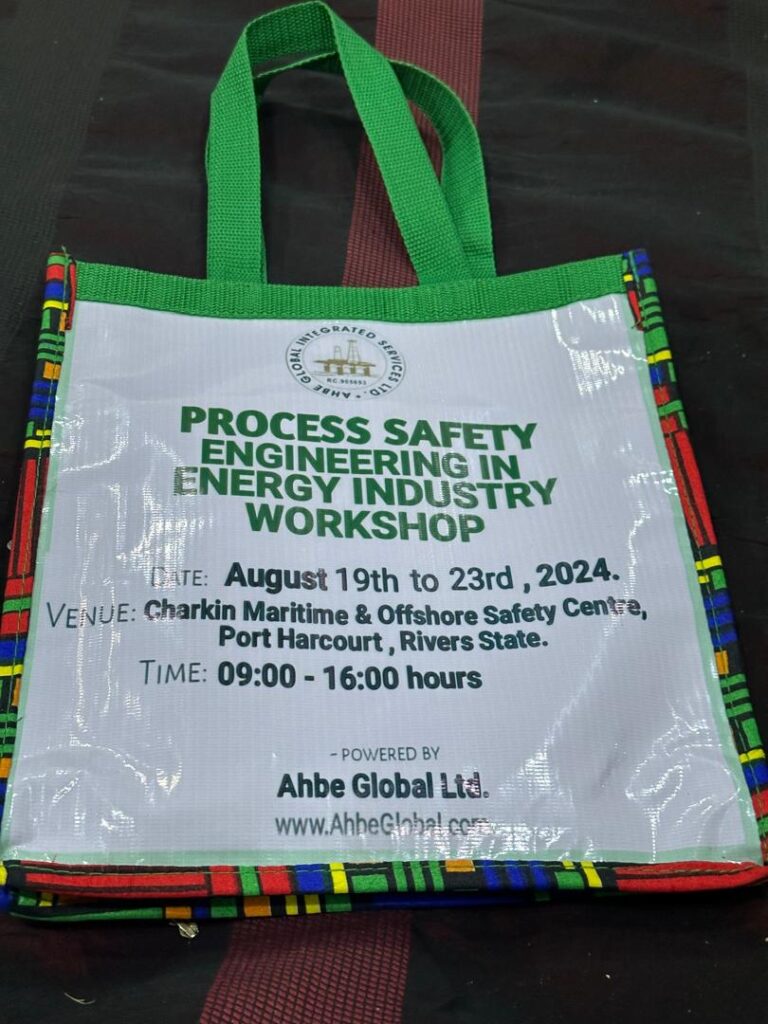 AHBE GLOBAL INTEGRATED SERVICES LTD.
RC.955693
PROCESS SAFETY
ENGINEERING IN
ENERGY INDUSTRY
WORKSHOP
DATE: August 19th to 23rd , 2024.
VENUE: Charkin Maritime & Offshore Safety Centre,
Port Harcourt , Rivers State.
TIME: 09:00 - 16:00 hours
- POWERED BY
Ahbe Global Ltd.
www.AhbeGlobal.com